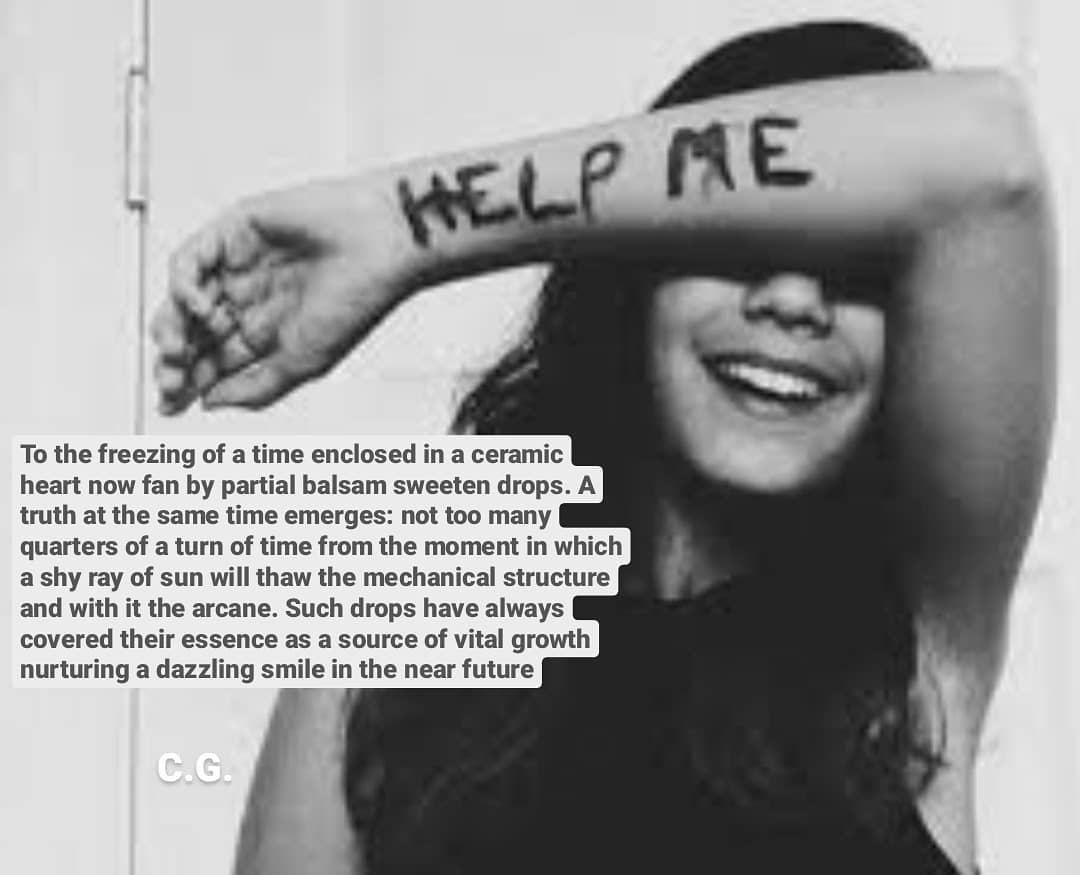 HELP ME
To the freezing of a time enclosed in a ceramic
heart now fan by partial balsam sweeten drops. A
truth at the same time emerges: not too many
quarters of a turn of time from the moment in which
a shy ray of sun will thaw the mechanical structure
and with it the arcane. Such drops have always
covered their essence as a source of vital growth
nurturing a dazzling smile in the near future
C.G.